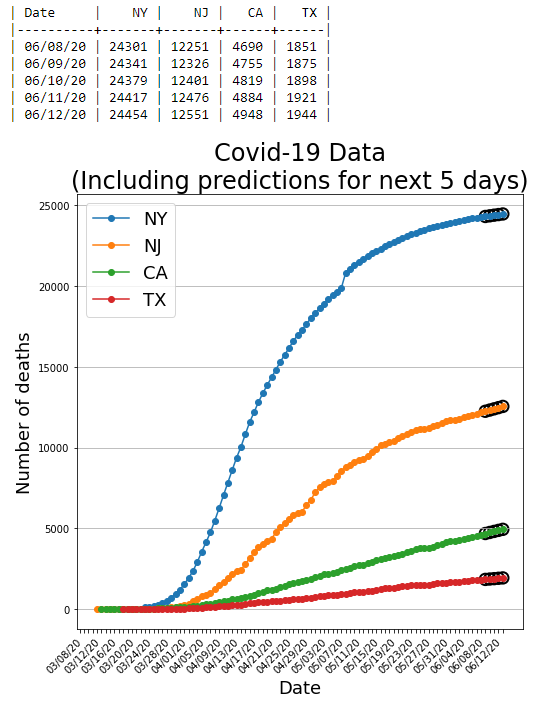 | Date | NY | NJ | CA | TX |
|----------+-------+-------+------+------|
| 06/08/20 | 24301 | 12251 | 4690 | 1851 |
| 06/09/20 | 24341 | 12326 | 4755 | 1875 |
| 06/10/20 | 24379 | 12401 | 4819 | 1898 |
| 06/11/20 | 24417 | 12476 | 4884 | 1921 |
| 06/12/20 | 24454 | 12551 | 4948 | 1944 |
Covid-19 Data
(Including predictions for next 5 days)
NY
NJ
CA
TX
Number of deaths
25000
20000
15000
10000
5000
0
03/08/20
03/12/20
03/16/20
03/20/20
03/24/20
03/28/20
04/01/20
04/05/20
04/09/20
04/13/20
04/17/20
04/21/20
04/25/20
04/29/20
05/03/20
05/07/20
05/11/20
05/15/20
05/19/20
05/23/20
05/27/20
05/31/20
06/04/20
06/08/20
06/12/20
Date